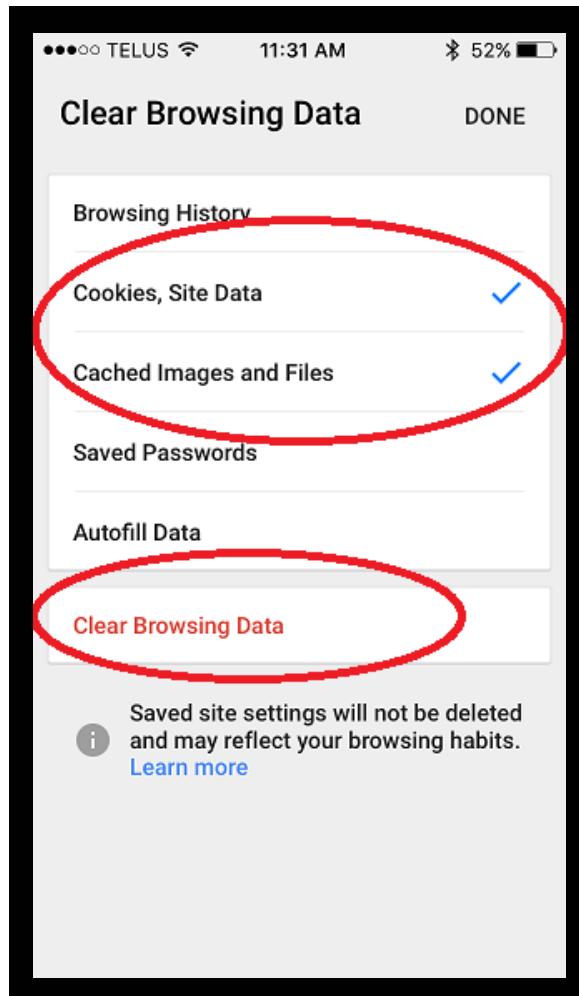 TELUS 11:31 AM 52%
Clear Browsing Data DONE
Browsing History
Cookies, Site Data
Cached Images and Files
Saved Passwords
Autofill Data
Clear Browsing Data
Saved site settings will not be deleted
and may reflect your browsing habits.
Learn more